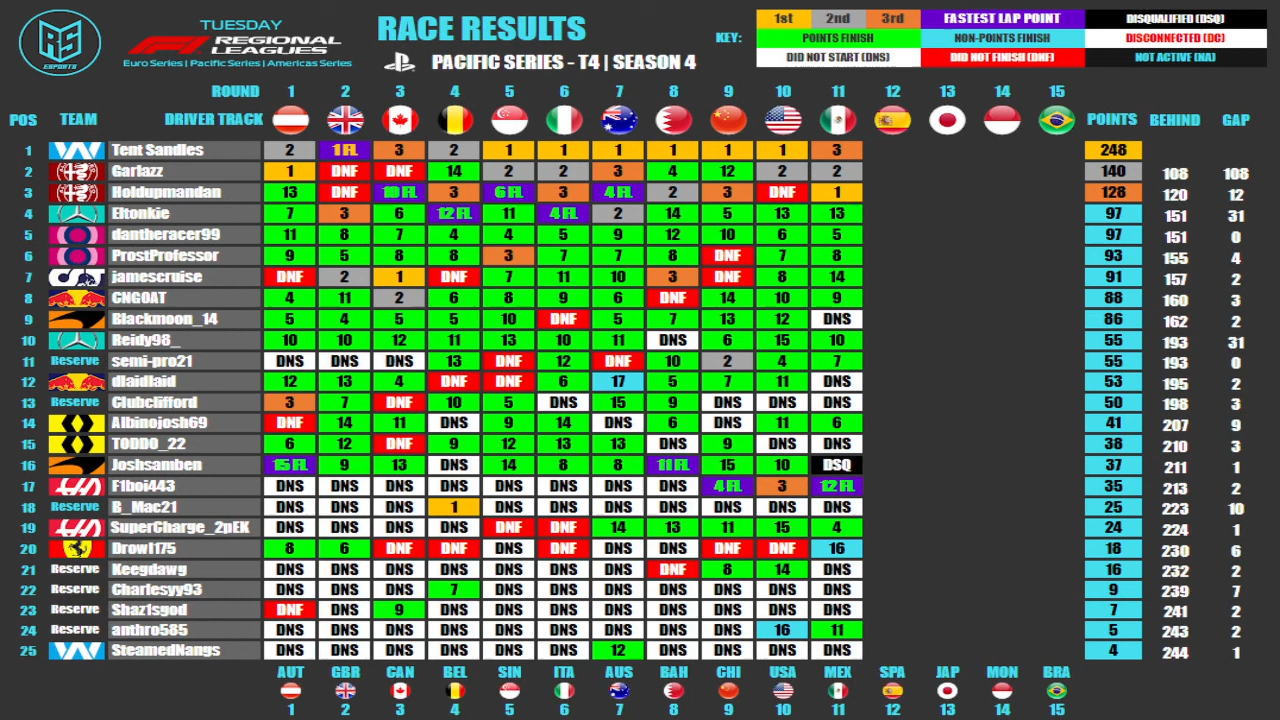 TUESDAY
REGIONAL
LEAGUES
Euro Series | Pacific Series | Americas Series
ESPORTS
RACE RESULTS
PACIFIC SERIES - T4 | SEASON 4
KEY:
1st 2nd 3rd FASTEST LAP POINT DISQUALIFIED (DSQ)
POINTS FINISH NON-POINTS FINISH DISCONNECTED (DC)
DID NOT START (DNS) DID NOT FINISH (DNF) NOT ACTIVE (NA)
ROUND 1 2 3 4 5 6 7 8 9 10 11 12 13 14 15
POS TEAM DRIVER TRACK POINTS BEHIND GAP
1 Tent Sandles 2 1 FL 3 2 1 1 1 1 1 1 3 248
2 Garlazz 1 DNF DNF 14 2 2 3 4 12 2 2 140 108 108
3 Holdupmandan 13 DNF 10 FL 3 6 FL 3 4 FL 2 3 DNF 1 128 120 12
4 Eltonkie 7 3 6 12 FL 11 4 FL 2 14 5 13 13 97 151 31
5 dantheracer99 11 8 7 4 4 5 9 12 10 6 5 97 151 0
6 ProstProfessor 9 5 8 8 3 7 7 8 DNF 7 8 93 155 4
7 jamescruise DNF 2 1 DNF 7 11 10 3 DNF 8 14 91 157 2
8 CNGOAT 4 11 2 6 8 9 6 DNF 14 10 9 88 160 3
9 Blackmoon_14 5 4 5 5 10 DNF 5 7 13 12 DNS 86 162 2
10 Reidy98_ 10 10 12 11 13 10 11 DNS 6 15 10 55 193 31
11 Reserve semi-pro21 DNS DNS DNS 13 DNF 12 DNF 10 2 4 7 55 193 0
12 dlaidlaid 12 13 4 DNF DNF 6 17 5 7 11 DNS 53 195 2
13 Reserve Clubclifford 3 7 DNF 10 5 DNS 15 9 DNS DNS DNS 50 198 3
14 Albinojosh69 DNF 14 11 DNS 9 14 DNS 6 DNS 11 6 41 207 9
15 TODDO_22 6 12 DNF 9 12 13 13 DNS 9 DNS DNS 38 210 3
16 Joshsamben 15 FL 9 13 DNS 14 8 8 11 FL 15 10 DSQ 37 211 1
17 F1boi443 DNS DNS DNS DNS DNS DNS DNS DNS 4 FL 3 12 FL 35 213 2
18 Reserve B_Mac21 DNS DNS DNS 1 DNS DNS DNS DNS DNS DNS DNS 25 223 10
19 SuperCharge_2pEK DNS DNS DNS DNS DNF DNF 14 13 11 15 4 24 224 1
20 Drow1175 8 6 DNF DNF DNS DNF DNS DNS DNF DNF 16 18 230 6
21 Reserve Keegdawg DNS DNS DNS DNS DNS DNS DNS DNF 8 14 DNS 16 232 2
22 Reserve Charlesyy93 DNS DNS DNS 7 DNS DNS DNS DNS DNS DNS DNS 9 239 7
23 Reserve Shaz1sgod DNF DNS 9 DNS DNS DNS DNS DNS DNS DNS DNS 7 241 2
24 Reserve anthro585 DNS DNS DNS DNS DNS DNS DNS DNS DNS 16 11 5 243 2
25 SteamedNangs DNS DNS DNS DNS DNS DNS 12 DNS DNS DNS DNS 4 244 1
AUT GBR CAN BEL SIN ITA AUS BAH CHI USA MEX SPA JAP MON BRA
1 2 3 4 5 6 7 8 9 10 11 12 13 14 15